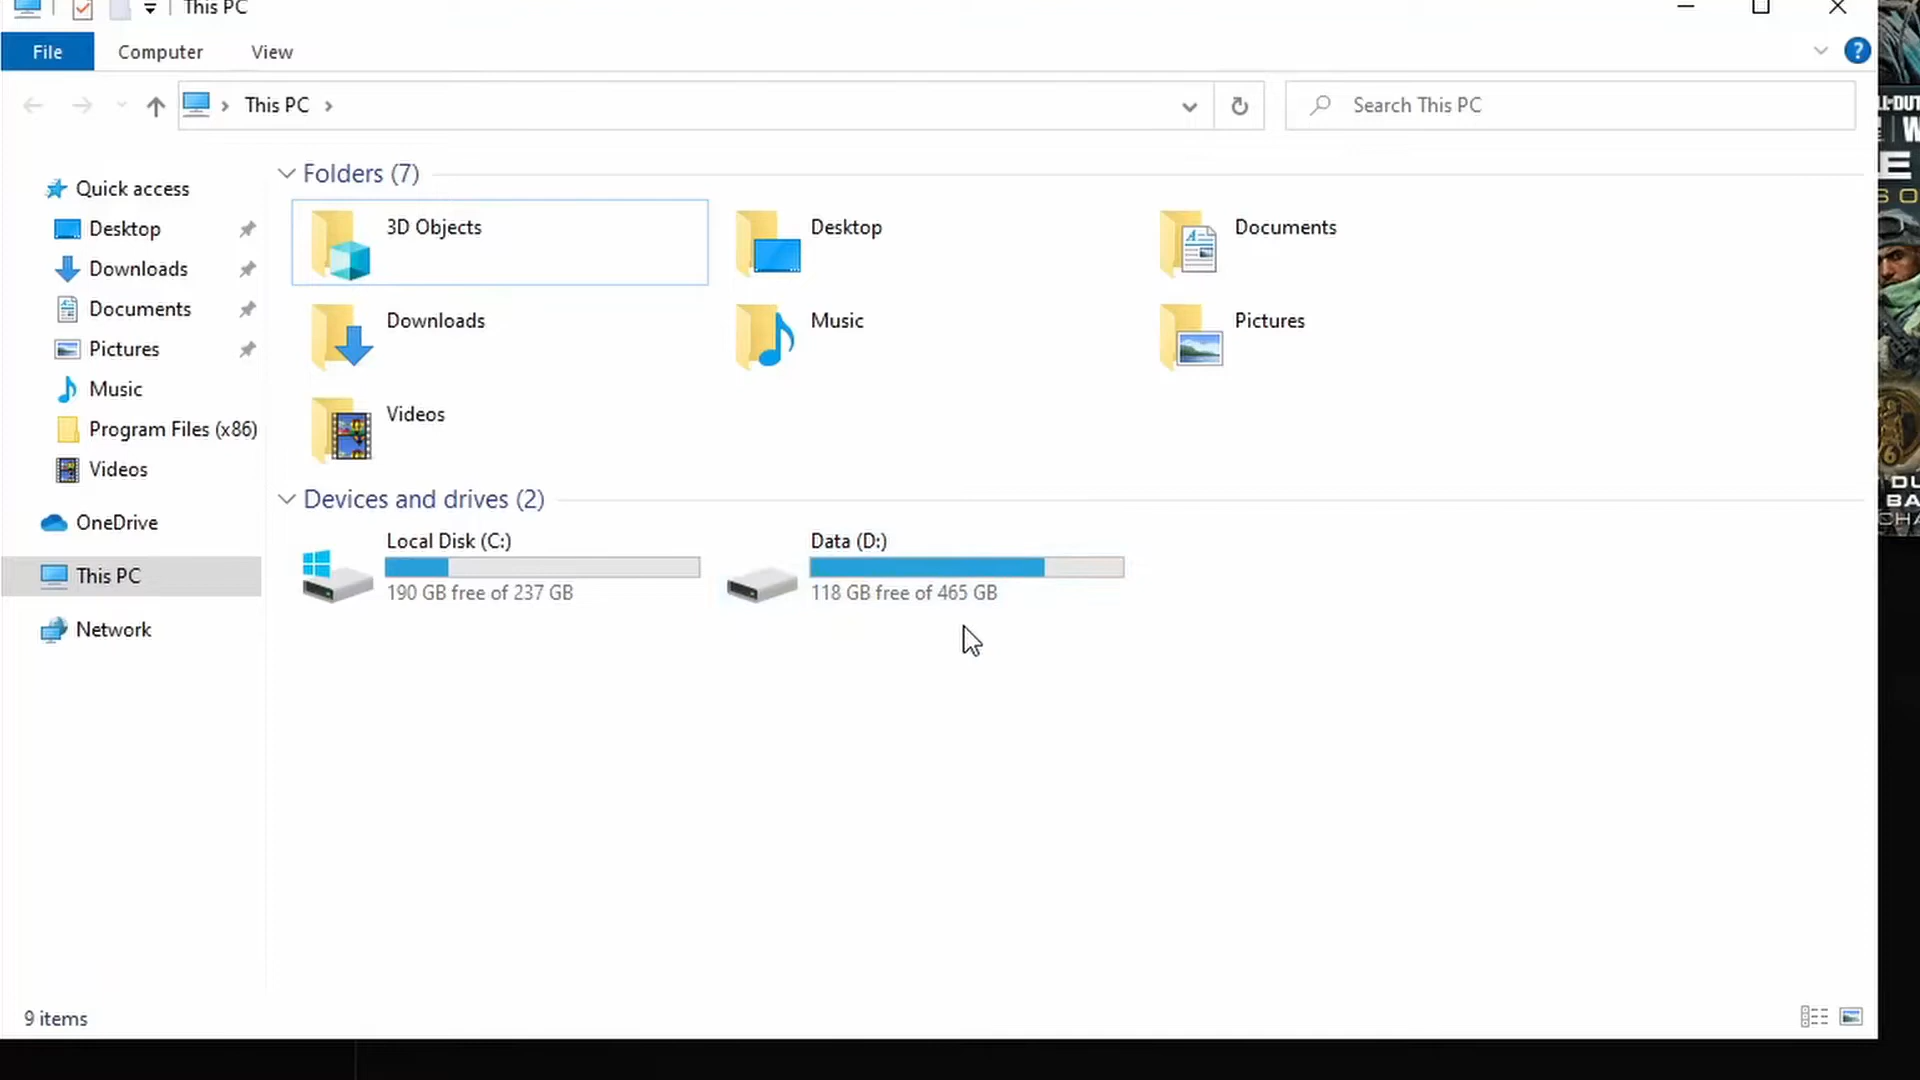 This PC
File
Computer
View
?
This PC
Search This PC
Quick access
Desktop
Downloads
Documents
Pictures
Music
Program Files (x86)
Videos
OneDrive
This PC
Network
Folders (7)
3D Objects
Desktop
Documents
Downloads
Music
Pictures
Videos
Devices and drives (2)
Local Disk (C:)
190 GB free of 237 GB
Data (D:)
118 GB free of 465 GB
9 items